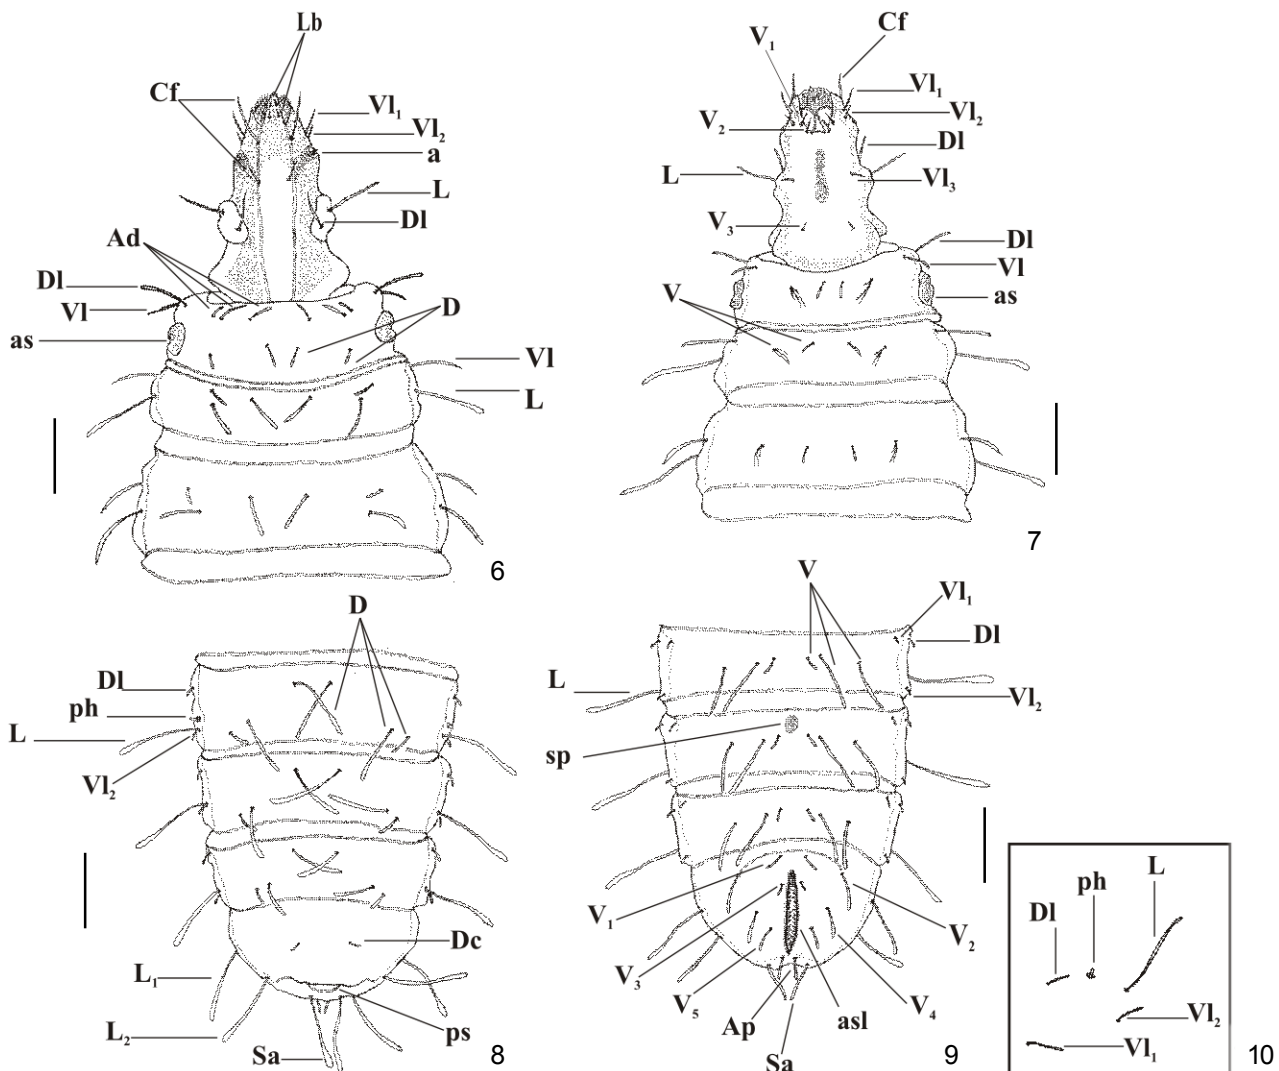 Lb
Cf
Vl1
Vl2
a
L
Dl
Ad
Dl
Vl
as
D
Vl
L
6
V1
Cf
Vl1
Vl2
V2
Dl
L
Vl3
V3
Dl
Vl
V
as
7
D
Dl
ph
L
Vl2
Dc
L1
L2
ps
Sa
8
V
Vl1
Dl
L
Vl2
sp
V1
V2
V3
V5
Ap
asl
V4
Sa
9
L
ph
Dl
Vl2
Vl1
10